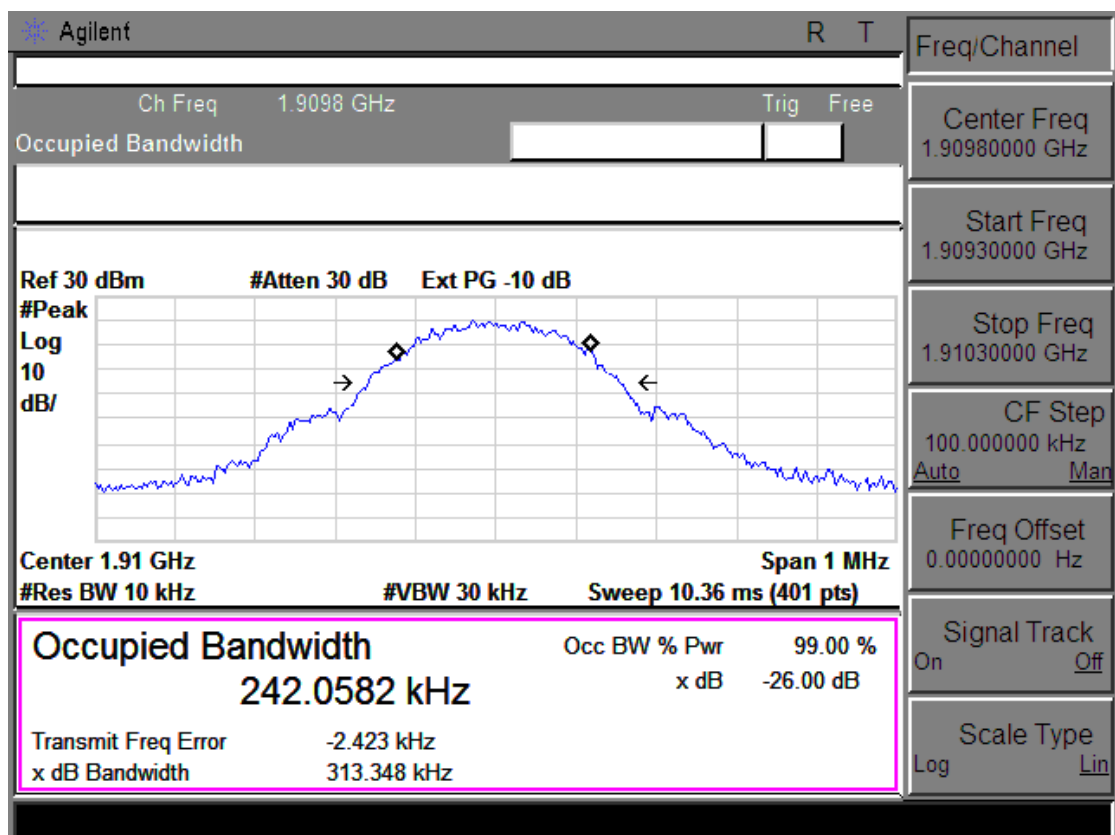 Agilent R T
Ch Freq 1.9098 GHz Trig Free
Occupied Bandwidth
Ref 30 dBm #Atten 30 dB Ext PG -10 dB
#Peak
Log
10
dB/
Center 1.91 GHz Span 1 MHz
#Res BW 10 kHz #VBW 30 kHz Sweep 10.36 ms (401 pts)
Occupied Bandwidth Occ BW % Pwr 99.00 %
242.0582 kHz x dB -26.00 dB
Transmit Freq Error -2.423 kHz
x dB Bandwidth 313.348 kHz
Freq/Channel
Center Freq
1.90980000 GHz
Start Freq
1.90930000 GHz
Stop Freq
1.91030000 GHz
CF Step
100.000000 kHz
Auto Man
Freq Offset
0.00000000 Hz
Signal Track
On Off
Scale Type
Log Lin